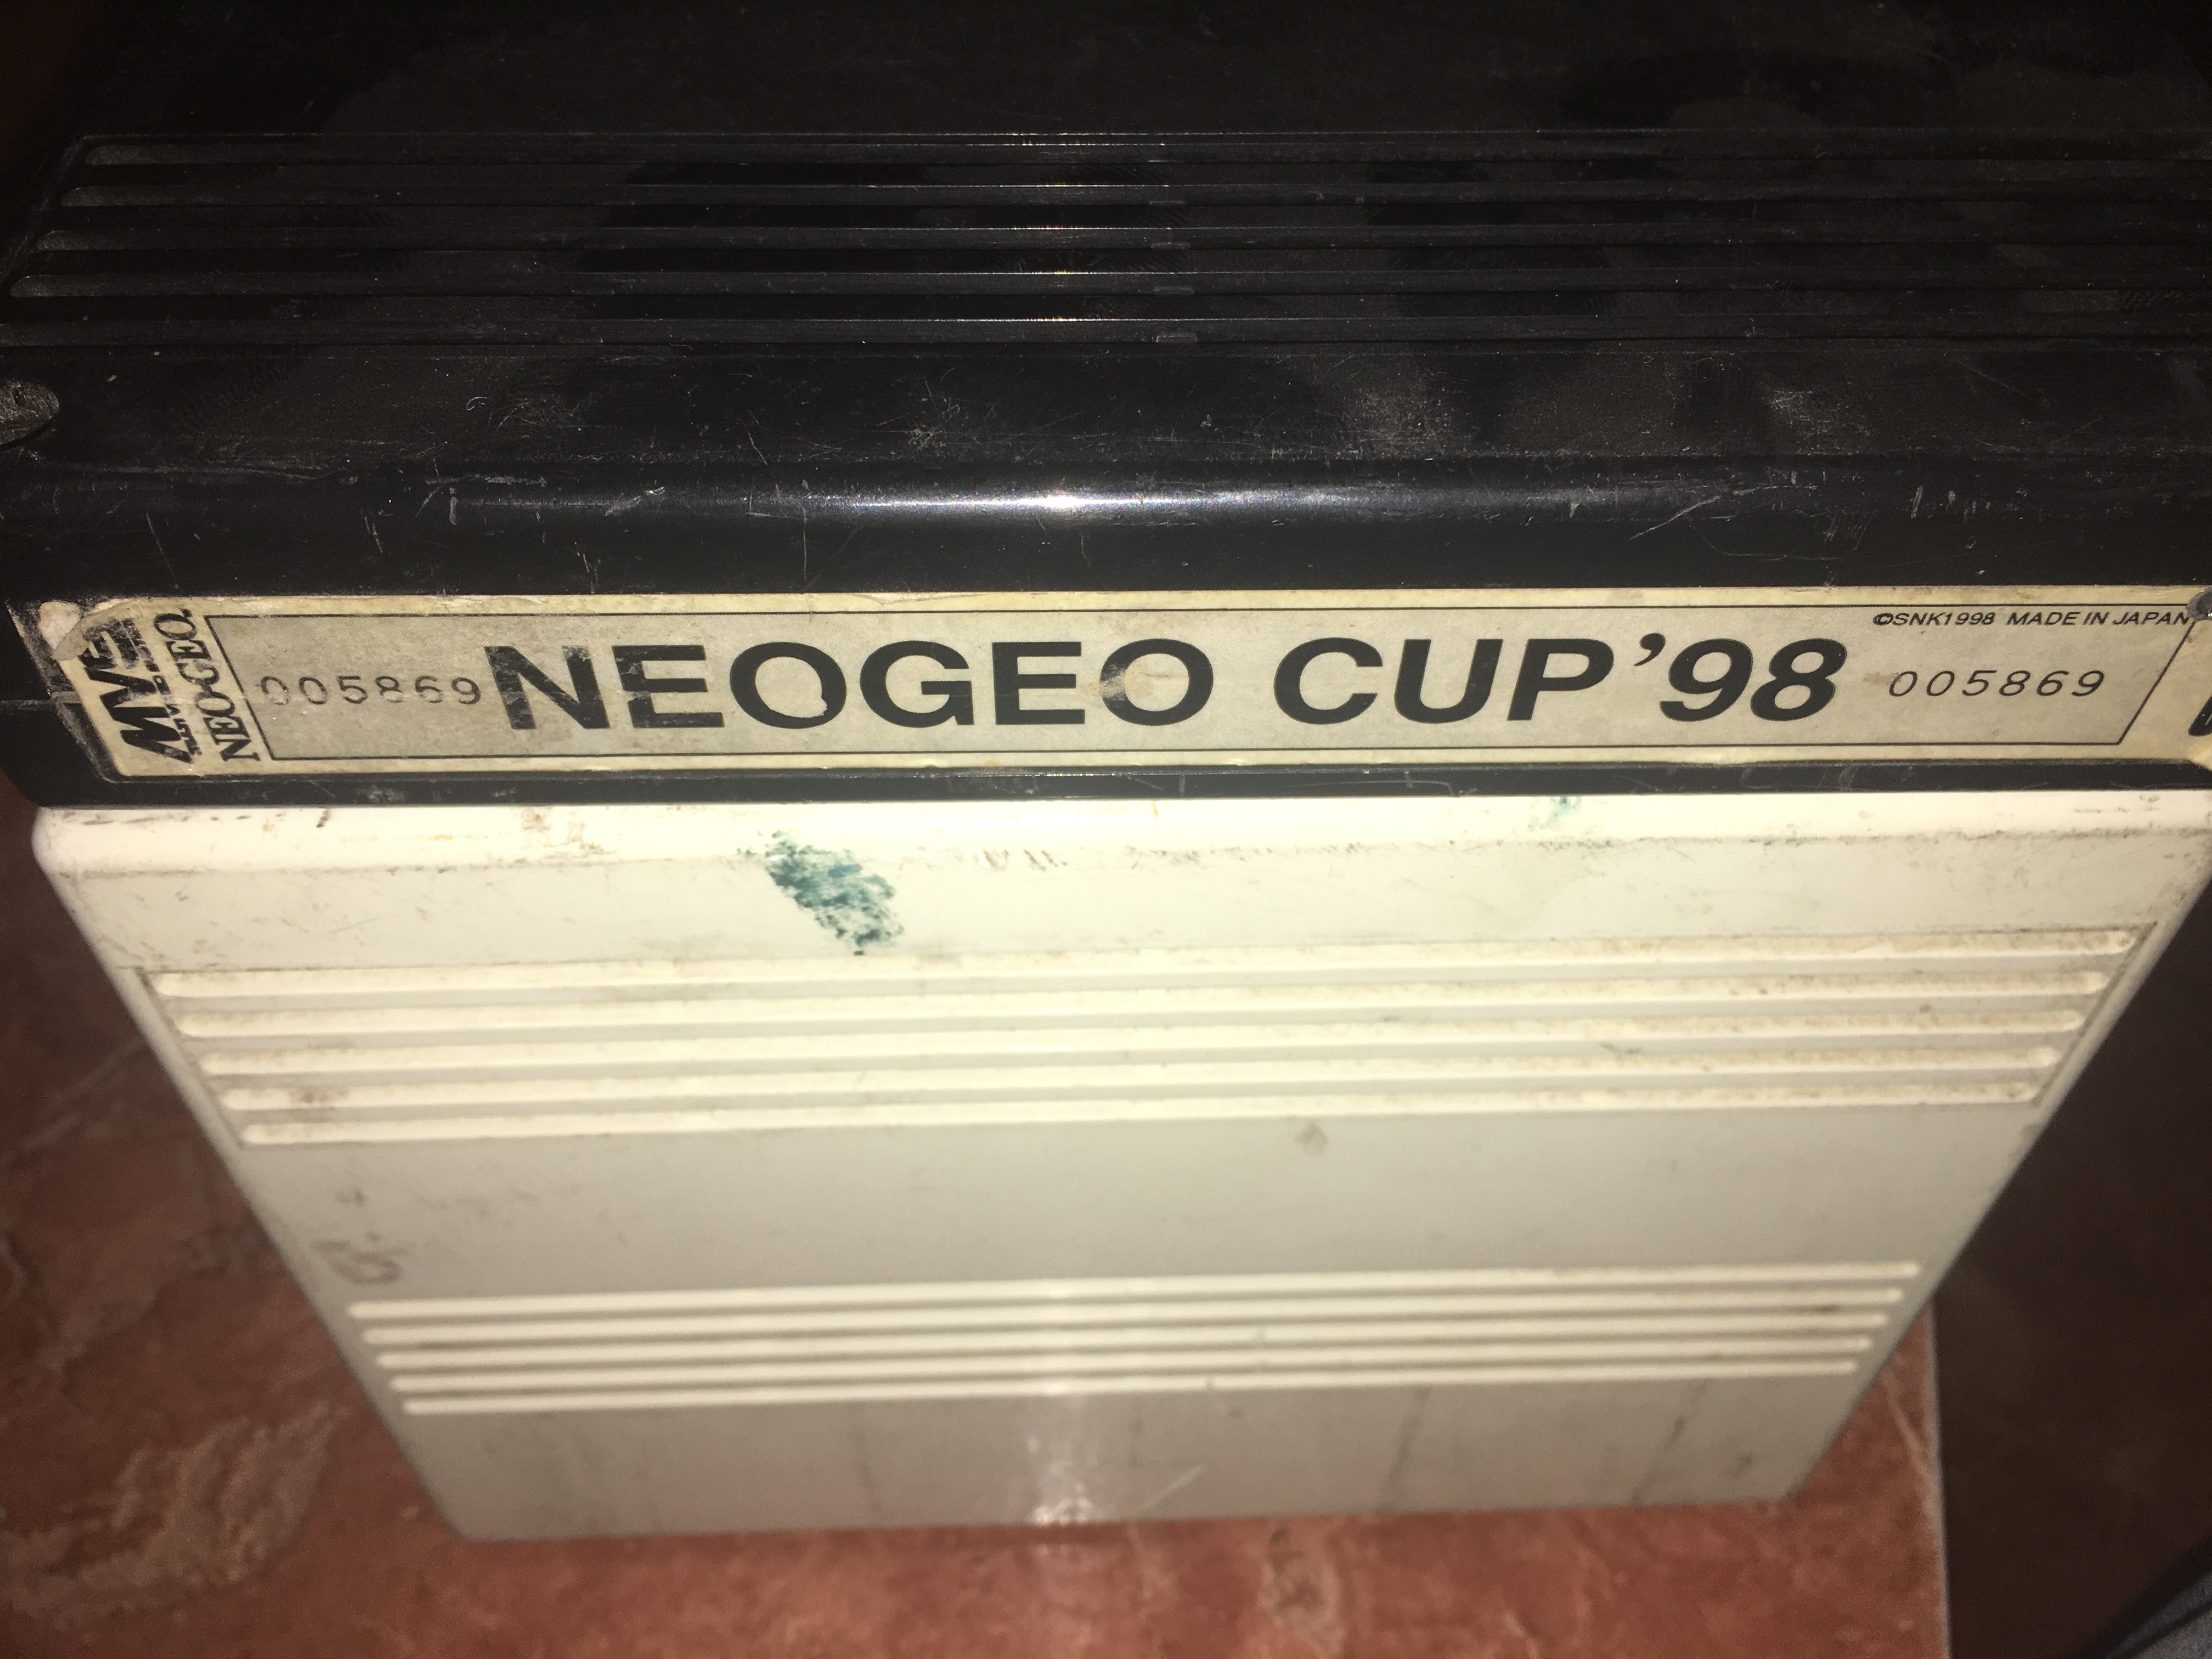 ©SNK1998 MADE IN JAPAN
MVS
NEO·GEO
005869 NEOGEO CUP '98 005869